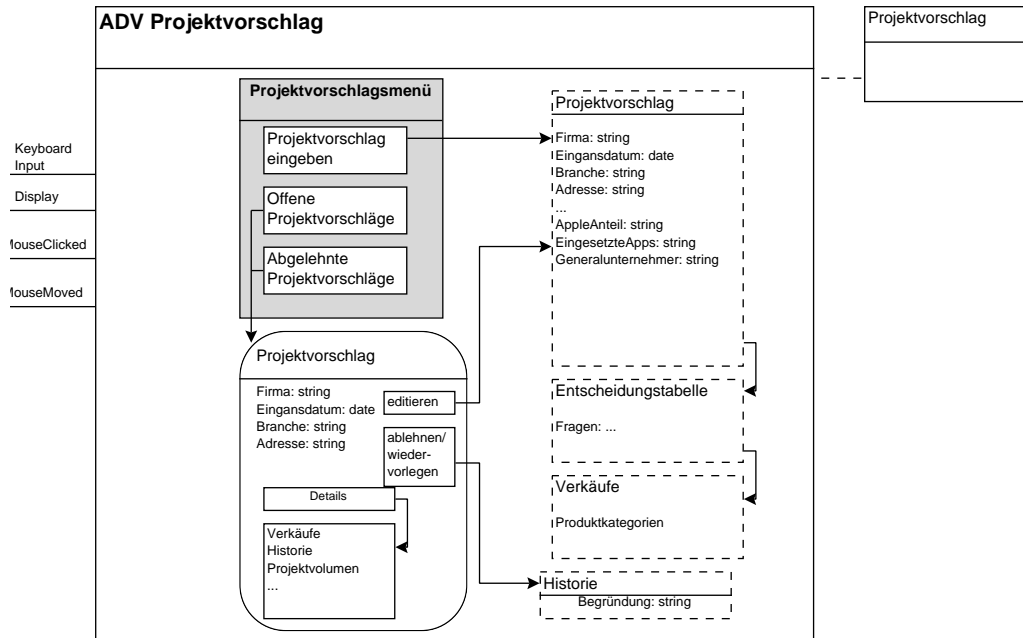 ADV Projektvorschlag
Projektvorschlag
Keyboard
Input
Display
MouseClicked
MouseMoved
Projektvorschlagsmenü
Projektvorschlag
eingeben
Offene
Projektvorschläge
Abgelehnte
Projektvorschläge
Projektvorschlag
Firma: string
Eingansdatum: date
Branche: string
Adresse: string
editieren
ablehnen/
wieder-
vorlegen
Details
Verkäufe
Historie
Projektvolumen
...
Projektvorschlag
Firma: string
Eingansdatum: date
Branche: string
Adresse: string
...
AppleAnteil: string
EingesetzteApps: string
Generalunternehmer: string
Entscheidungstabelle
Fragen: ...
Verkäufe
Produktkategorien
Historie
Begründung: string